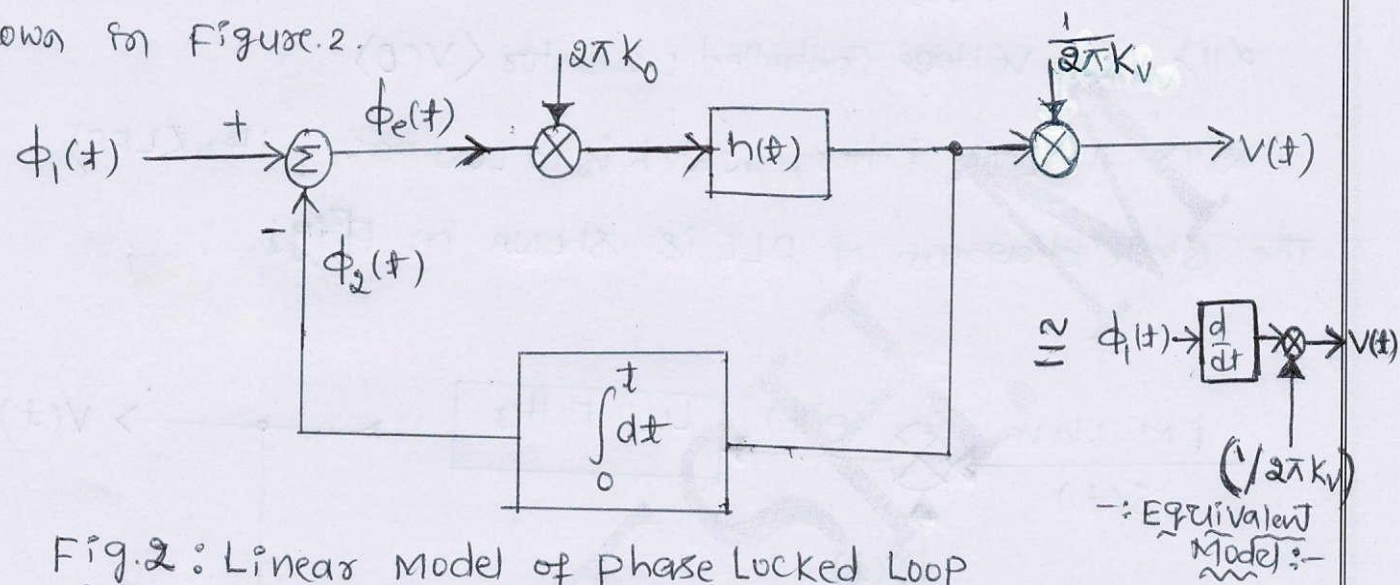 own in Figure.2.
2πK₀
1/2πKᵥ
ϕ₁(t)
+
Σ
ϕₑ(t)
h(t)
V(t)
-
ϕ₂(t)
∫₀ᵗ dt
≅ ϕ₁(t) d/dt V(t)
(1/2πKᵥ)
-: Equivalent
Model :-
Fig.2 : Linear Model of phase Locked Loop